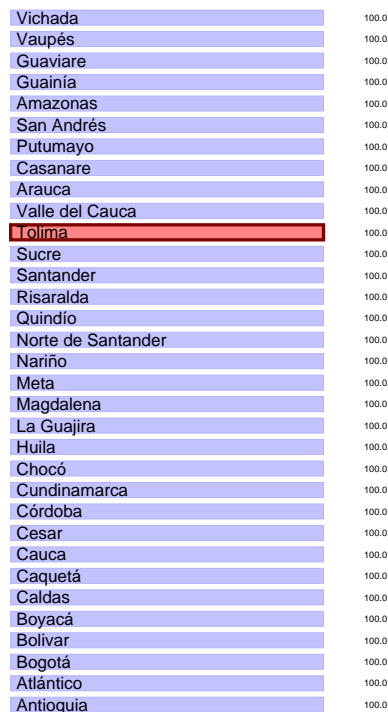 Vichada 100.0
Vaupés 100.0
Guaviare 100.0
Guainía 100.0
Amazonas 100.0
San Andrés 100.0
Putumayo 100.0
Casanare 100.0
Arauca 100.0
Valle del Cauca 100.0
Tolima 100.0
Sucre 100.0
Santander 100.0
Risaralda 100.0
Quindío 100.0
Norte de Santander 100.0
Nariño 100.0
Meta 100.0
Magdalena 100.0
La Guajira 100.0
Huila 100.0
Chocó 100.0
Cundinamarca 100.0
Córdoba 100.0
Cesar 100.0
Cauca 100.0
Caquetá 100.0
Caldas 100.0
Boyacá 100.0
Bolivar 100.0
Bogotá 100.0
Atlántico 100.0
Antioquia 100.0